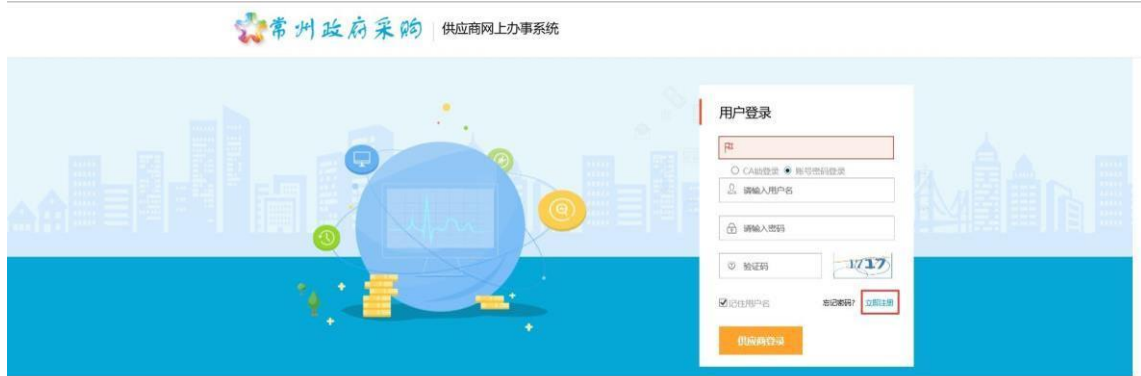 常州政府采购 供应商网上办事系统
用户登录
CA锁登录 账号密码登录
请输入用户名
请输入密码
验证码 1717
记住用户名 忘记密码? 立即注册
供应商登录